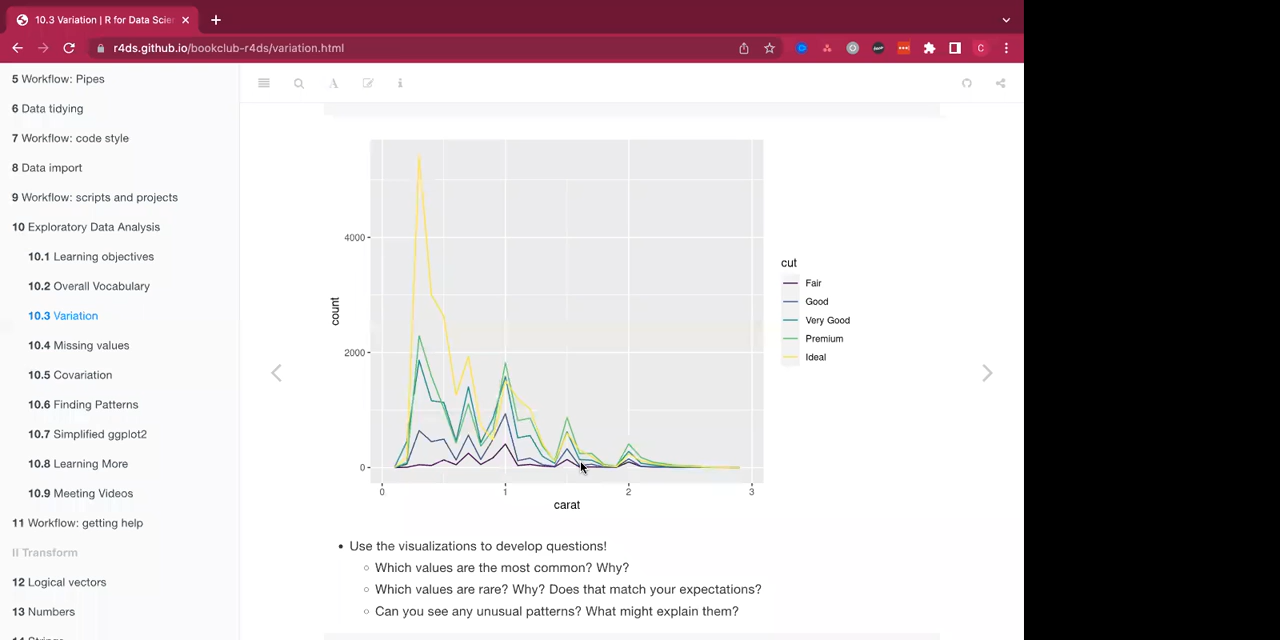 10.3 Variation | R for Data Scien
r4ds.github.io/bookclub-r4ds/variation.html
C
5 Workflow: Pipes
6 Data tidying
7 Workflow: code style
8 Data import
9 Workflow: scripts and projects
10 Exploratory Data Analysis
10.1 Learning objectives
10.2 Overall Vocabulary
10.3 Variation
10.4 Missing values
10.5 Covariation
10.6 Finding Patterns
10.7 Simplified ggplot2
10.8 Learning More
10.9 Meeting Videos
11 Workflow: getting help
II Transform
12 Logical vectors
13 Numbers
A
i
4000
2000
0
count
0 1 2 3
carat
cut
Fair
Good
Very Good
Premium
Ideal
• Use the visualizations to develop questions!
○ Which values are the most common? Why?
○ Which values are rare? Why? Does that match your expectations?
○ Can you see any unusual patterns? What might explain them?